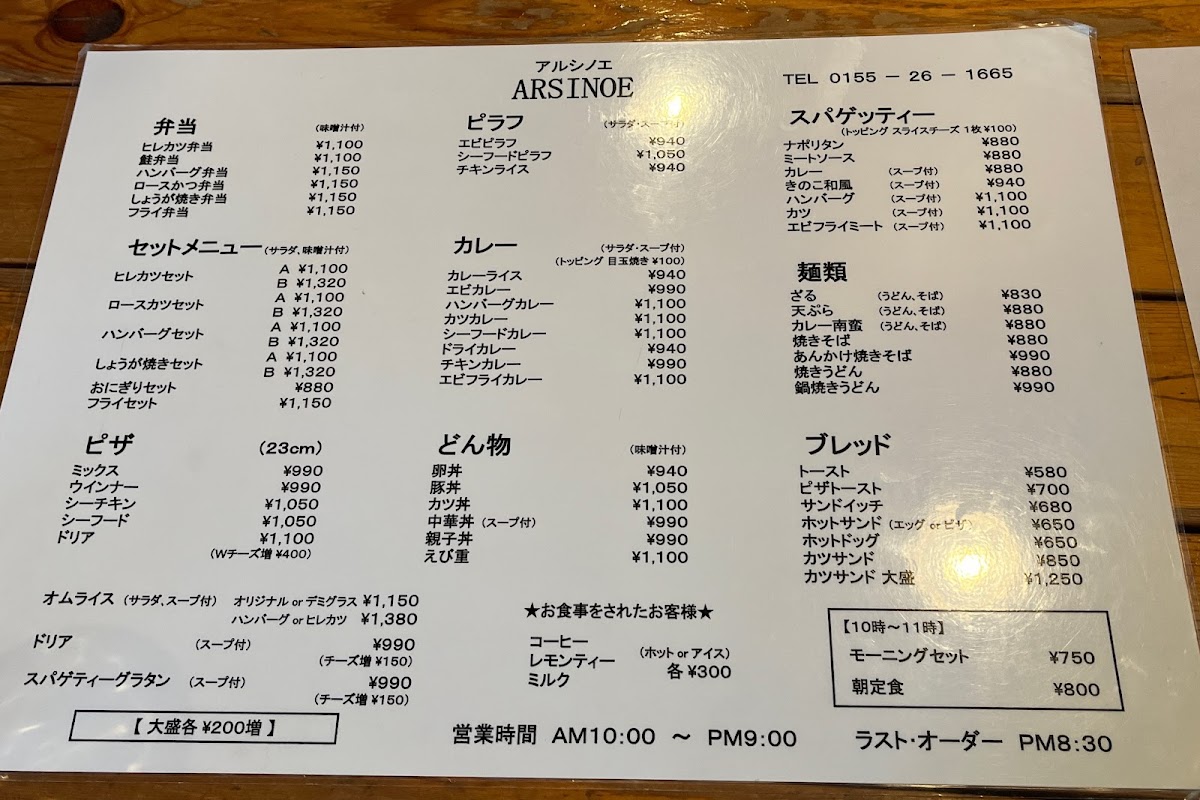 アルシノエ
ARSINOE
TEL 0155 － 26 － 1665
弁当 (味噌汁付)
ヒレカツ弁当 ¥1,100
鮭弁当 ¥1,100
ハンバーグ弁当 ¥1,150
ロースかつ弁当 ¥1,150
しょうが焼き弁当 ¥1,150
フライ弁当 ¥1,150
セットメニュー (サラダ、味噌汁付)
ヒレカツセット A ¥1,100
B ¥1,320
ロースカツセット A ¥1,100
B ¥1,320
ハンバーグセット A ¥1,100
B ¥1,320
しょうが焼きセット A ¥1,100
B ¥1,320
おにぎりセット ¥880
フライセット ¥1,150
ピザ (23cm)
ミックス ¥990
ウインナー ¥990
シーチキン ¥1,050
シーフード ¥1,050
ドリア ¥1,100
(Wチーズ増 ¥400)
ピラフ (サラダ・スープ付)
エビピラフ ¥940
シーフードピラフ ¥1,050
チキンライス ¥940
カレー (サラダ・スープ付)
(トッピング 目玉焼き ¥100)
カレーライス ¥940
エビカレー ¥990
ハンバーグカレー ¥1,100
カツカレー ¥1,100
シーフードカレー ¥1,100
ドライカレー ¥940
チキンカレー ¥990
エビフライカレー ¥1,100
どん物 (味噌汁付)
卵丼 ¥940
豚丼 ¥1,050
カツ丼 ¥1,100
中華丼 (スープ付) ¥990
親子丼 ¥990
えび重 ¥1,100
スパゲッティー
(トッピング スライスチーズ 1枚 ¥100)
ナポリタン ¥880
ミートソース ¥880
カレー (スープ付) ¥880
きのこ和風 (スープ付) ¥940
ハンバーグ (スープ付) ¥1,100
カツ (スープ付) ¥1,100
エビフライミート (スープ付) ¥1,100
麺類
ざる (うどん、そば) ¥830
天ぷら (うどん、そば) ¥880
カレー南蛮 (うどん、そば) ¥880
焼きそば ¥880
あんかけ焼きそば ¥990
焼きうどん ¥880
鍋焼きうどん ¥990
ブレッド
トースト ¥580
ピザトースト ¥700
サンドイッチ ¥680
ホットサンド (エッグ or ピザ) ¥650
ホットドッグ ¥650
カツサンド ¥850
カツサンド 大盛 ¥1,250
オムライス (サラダ、スープ付) オリジナル or デミグラス ¥1,150
ハンバーグ or ヒレカツ ¥1,380
ドリア (スープ付) ¥990
(チーズ増 ¥150)
スパゲティーグラタン (スープ付) ¥990
(チーズ増 ¥150)
【 大盛各 ¥200増 】
★お食事をされたお客様★
コーヒー
レモンティー (ホット or アイス)
ミルク 各 ¥300
【10時～11時】
モーニングセット ¥750
朝定食 ¥800
営業時間 AM10:00 ～ PM9:00 ラスト・オーダー PM8:30